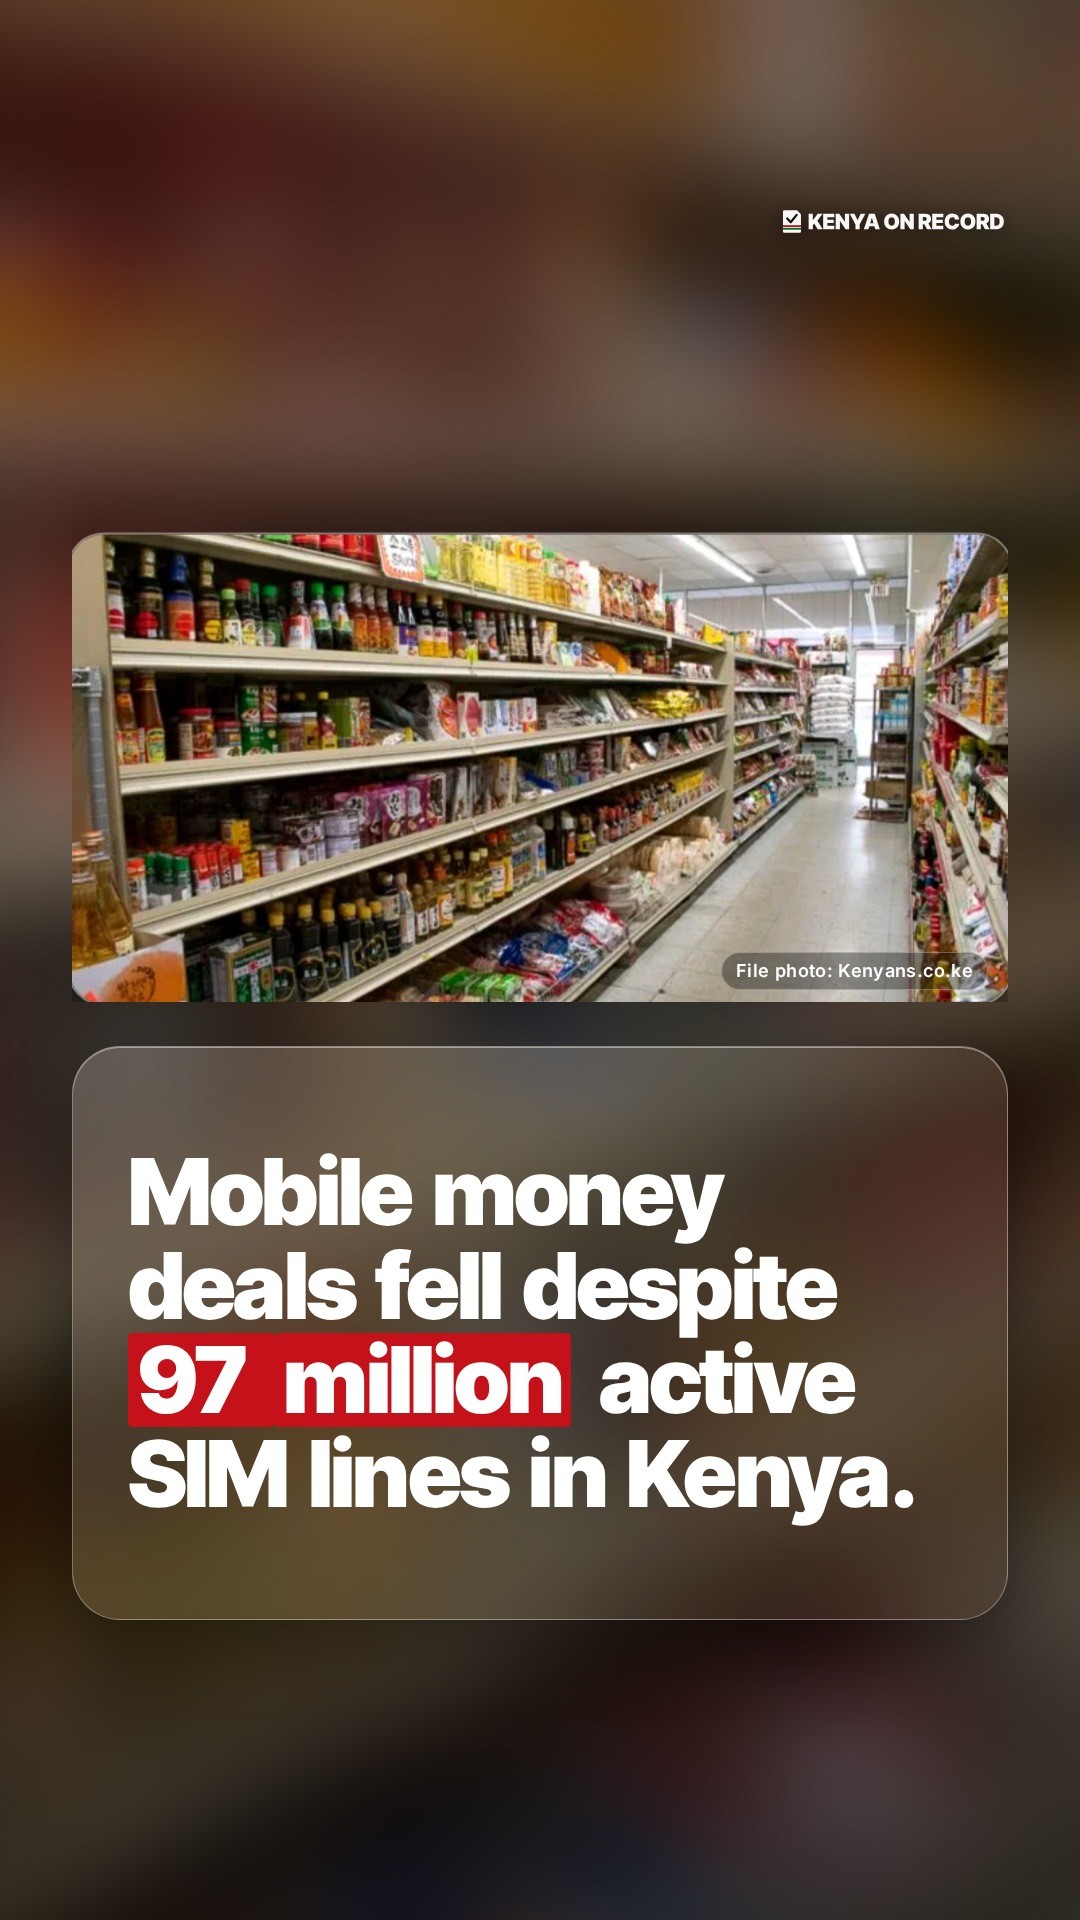 KENYA ON RECORD
File photo: Kenyans.co.ke
Mobile money
deals fell despite
97 million active
SIM lines in Kenya.